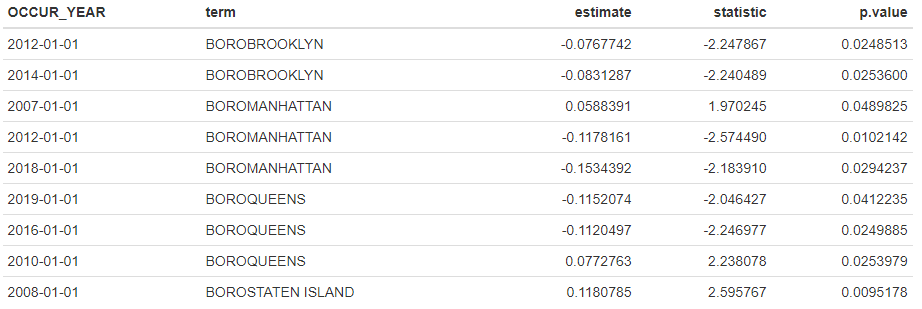 OCCUR_YEAR term estimate statistic p.value
2012-01-01 BOROBROOKLYN -0.0767742 -2.247867 0.0248513
2014-01-01 BOROBROOKLYN -0.0831287 -2.240489 0.0253600
2007-01-01 BOROMANHATTAN 0.0588391 1.970245 0.0489825
2012-01-01 BOROMANHATTAN -0.1178161 -2.574490 0.0102142
2018-01-01 BOROMANHATTAN -0.1534392 -2.183910 0.0294237
2019-01-01 BOROQUEENS -0.1152074 -2.046427 0.0412235
2016-01-01 BOROQUEENS -0.1120497 -2.246977 0.0249885
2010-01-01 BOROQUEENS 0.0772763 2.238078 0.0253979
2008-01-01 BOROSTATEN ISLAND 0.1180785 2.595767 0.0095178